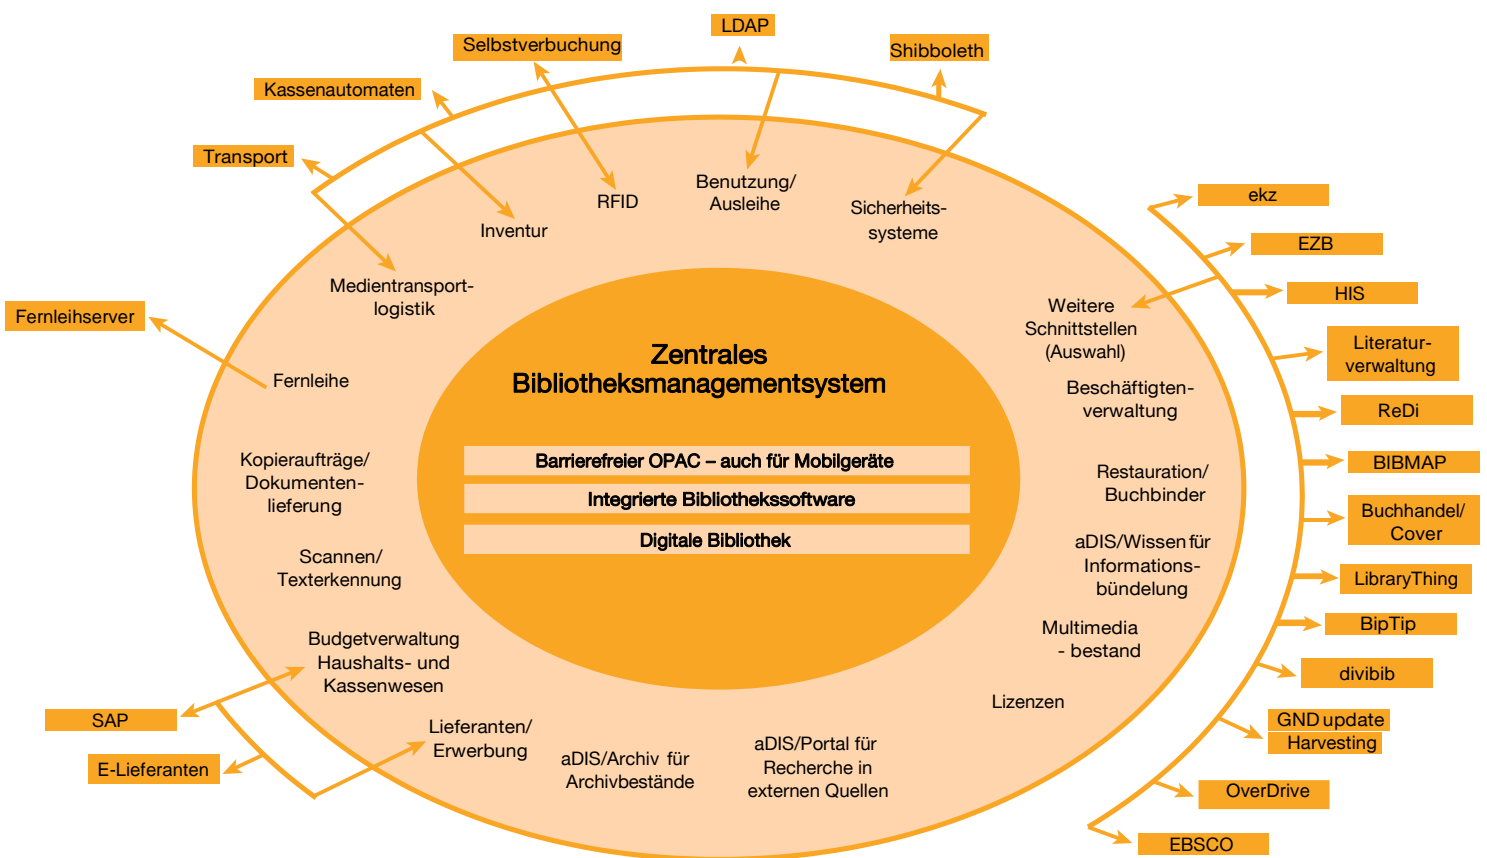 LDAP
Selbstverbuchung
Shibboleth
Kassenautomaten
Transport
Benutzung/
Ausleihe
RFID
Sicherheits-
systeme
Inventur
Medientransport-
logistik
ekz
EZB
HIS
Weitere
Schnittstellen
(Auswahl)
Fernleihserver
Fernleihe
Literatur-
verwaltung
Zentrales
Bibliotheksmanagementsystem
Beschäftigten-
verwaltung
ReDi
Barrierefreier OPAC – auch für Mobilgeräte
Integrierte Bibliothekssoftware
Digitale Bibliothek
Kopieraufträge/
Dokumenten-
lieferung
BIBMAP
Restauration/
Buchbinder
Buchhandel/
Cover
Scannen/
Texterkennung
aDIS/Wissen für
Informations-
bündelung
LibraryThing
BipTip
Budgetverwaltung
Haushalts- und
Kassenwesen
Multimedia
- bestand
divibib
Lizenzen
SAP
GND update
Harvesting
Lieferanten/
Erwerbung
E-Lieferanten
aDIS/Archiv für
Archivbestände
aDIS/Portal für
Recherche in
externen Quellen
OverDrive
EBSCO